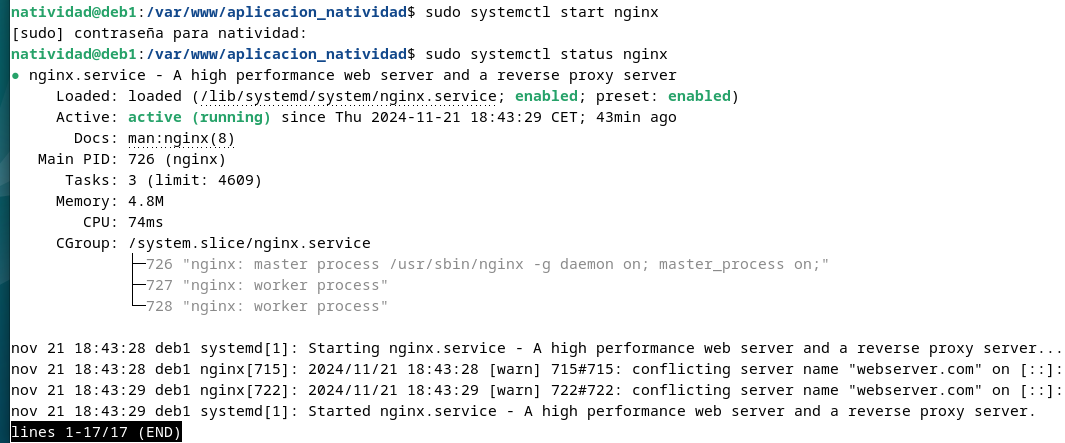 natividad@deb1:/var/www/aplicacion_natividad$ sudo systemctl start nginx
[sudo] contraseña para natividad:
natividad@deb1:/var/www/aplicacion_natividad$ sudo systemctl status nginx
● nginx.service - A high performance web server and a reverse proxy server
     Loaded: loaded (/lib/systemd/system/nginx.service; enabled; preset: enabled)
     Active: active (running) since Thu 2024-11-21 18:43:29 CET; 43min ago
       Docs: man:nginx(8)
   Main PID: 726 (nginx)
      Tasks: 3 (limit: 4609)
     Memory: 4.8M
        CPU: 74ms
     CGroup: /system.slice/nginx.service
             ├─726 "nginx: master process /usr/sbin/nginx -g daemon on; master_process on;"
             ├─727 "nginx: worker process"
             └─728 "nginx: worker process"

nov 21 18:43:28 deb1 systemd[1]: Starting nginx.service - A high performance web server and a reverse proxy server...
nov 21 18:43:28 deb1 nginx[715]: 2024/11/21 18:43:28 [warn] 715#715: conflicting server name "webserver.com" on [::]:
nov 21 18:43:29 deb1 nginx[722]: 2024/11/21 18:43:29 [warn] 722#722: conflicting server name "webserver.com" on [::]:
nov 21 18:43:29 deb1 systemd[1]: Started nginx.service - A high performance web server and a reverse proxy server.
lines 1-17/17 (END)